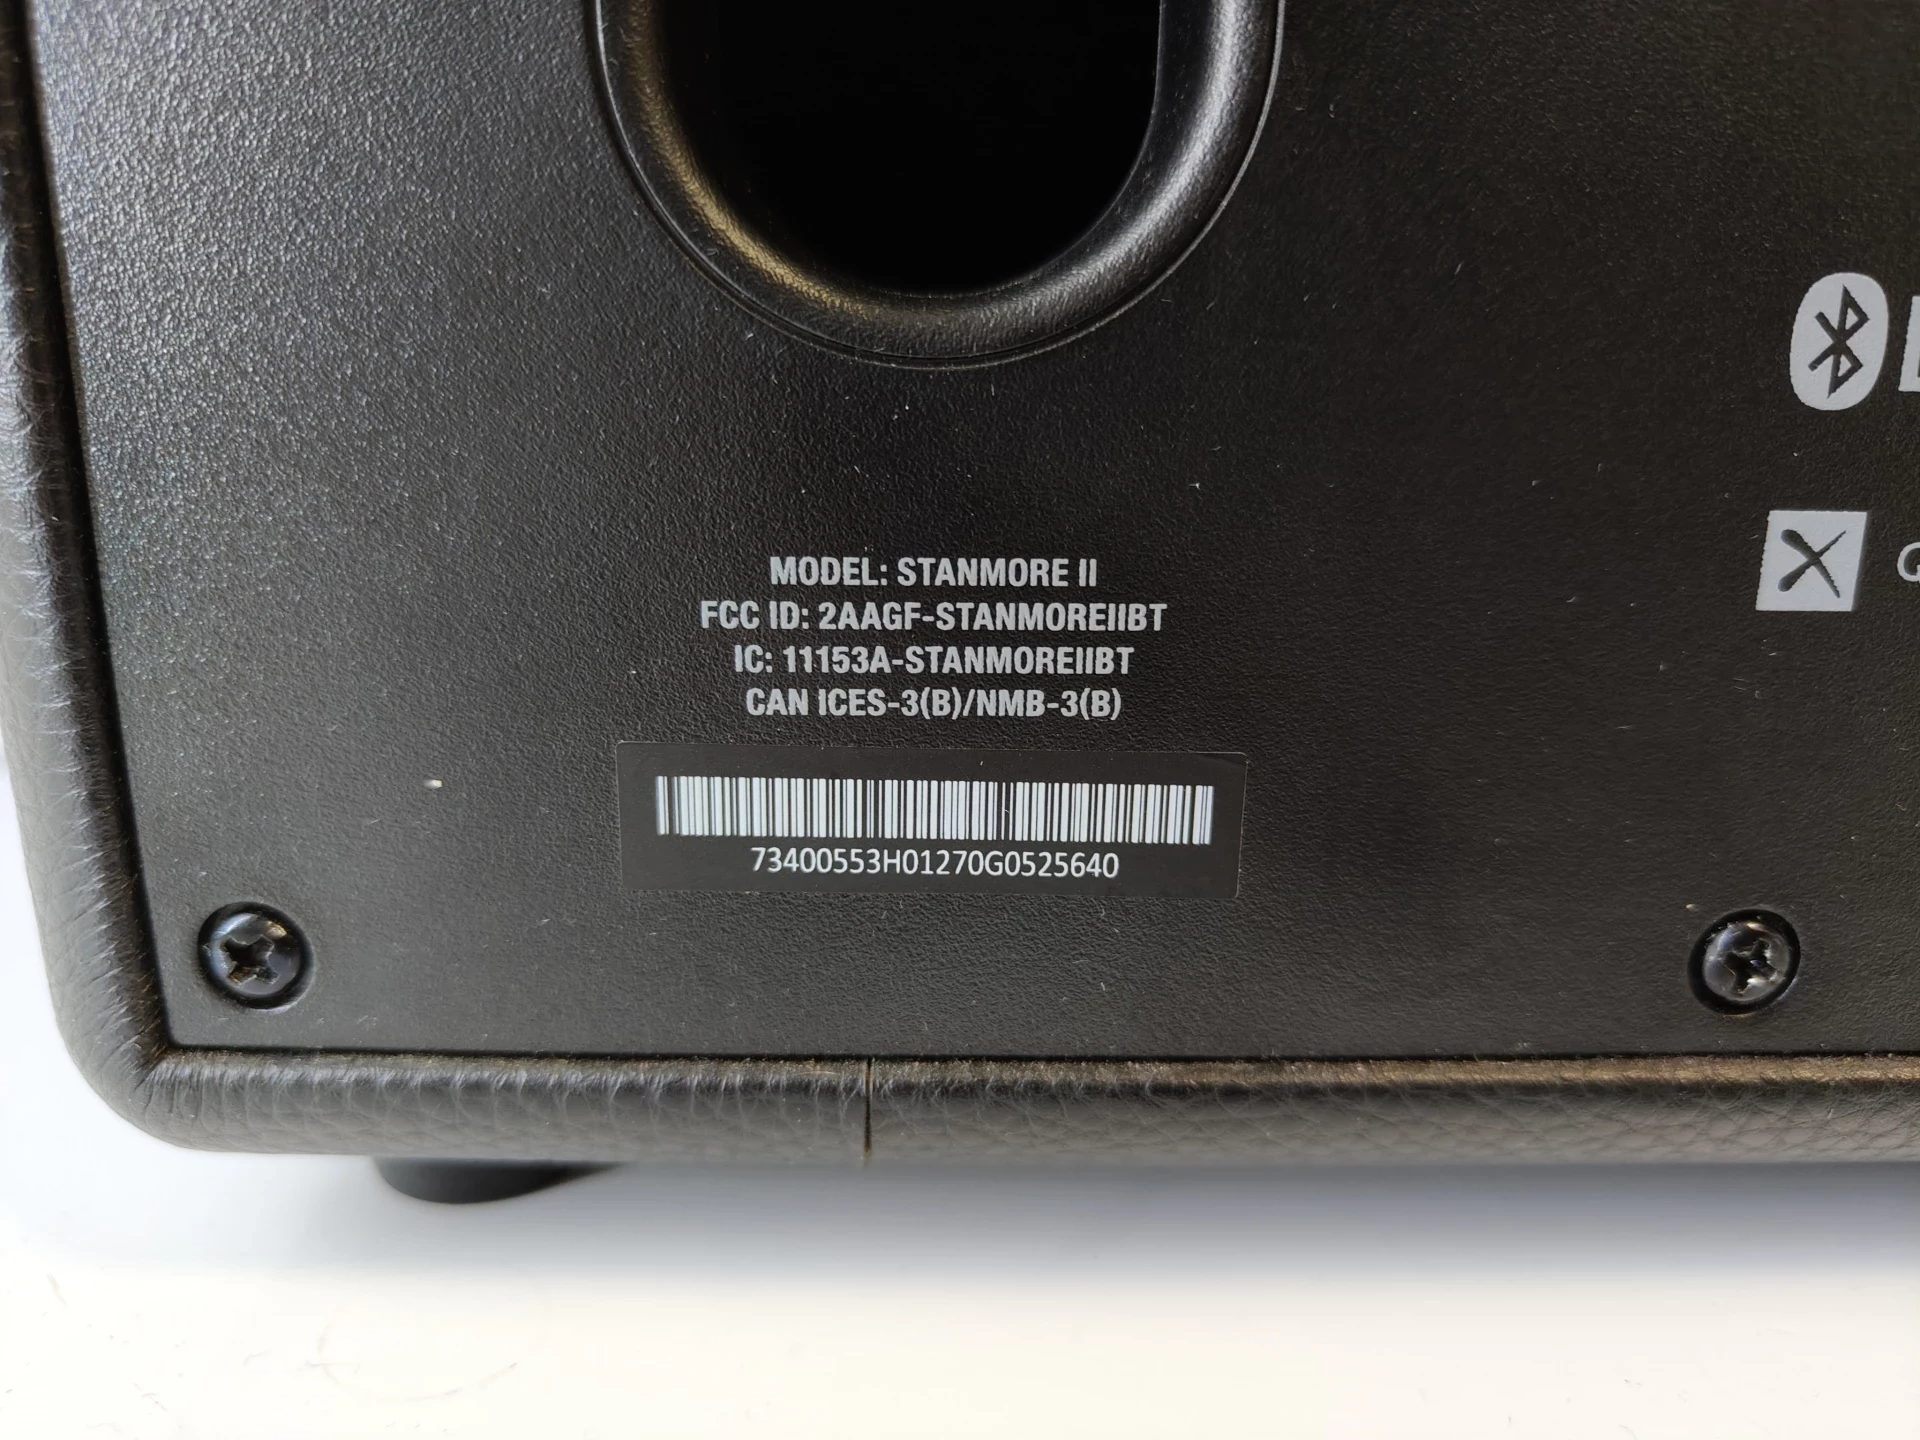 MODEL: STANMORE II
FCC ID: 2AAGF-STANMOREIIBT
IC: 11153A-STANMOREIIBT
CAN ICES-3(B)/NMB-3(B)
73400553H01270G0525640